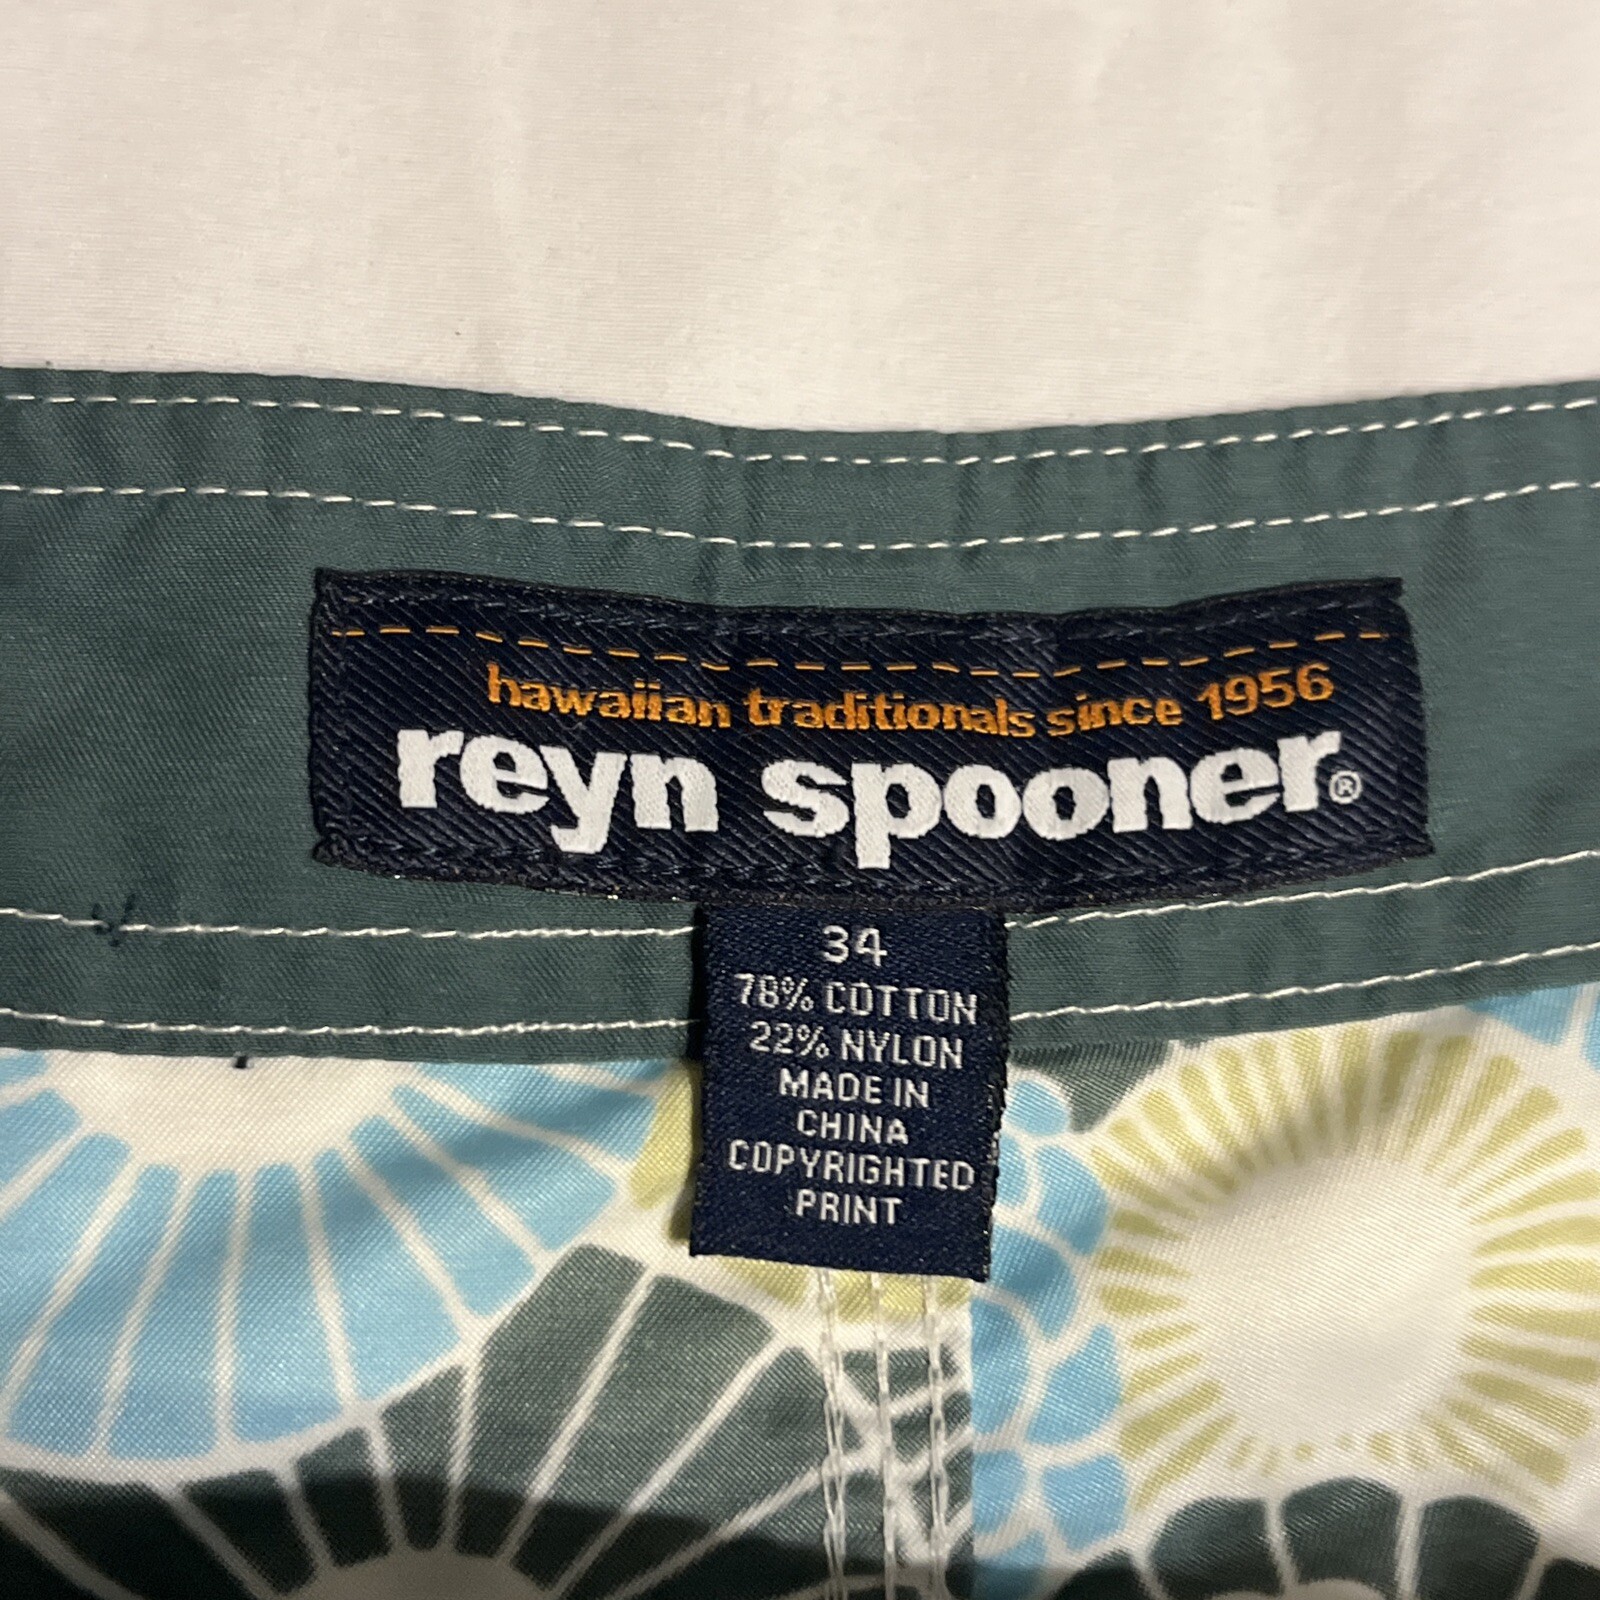 hawaiian traditionals since 1956
reyn spooner®
34
78% COTTON
22% NYLON
MADE IN
CHINA
COPYRIGHTED
PRINT